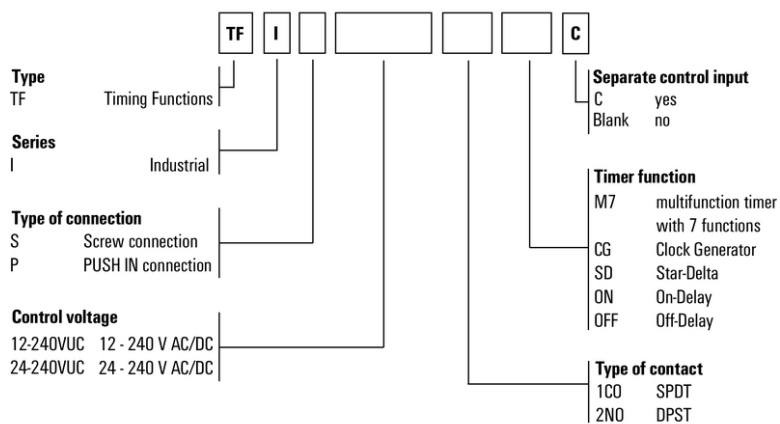 TF I C
Type
TF Timing Functions
Series
I Industrial
Type of connection
S Screw connection
P PUSH IN connection
Control voltage
12-240VUC 12 - 240 V AC/DC
24-240VUC 24 - 240 V AC/DC
Separate control input
C yes
Blank no
Timer function
M7 multifunction timer
with 7 functions
CG Clock Generator
SD Star-Delta
ON On-Delay
OFF Off-Delay
Type of contact
1CO SPDT
2NO DPST